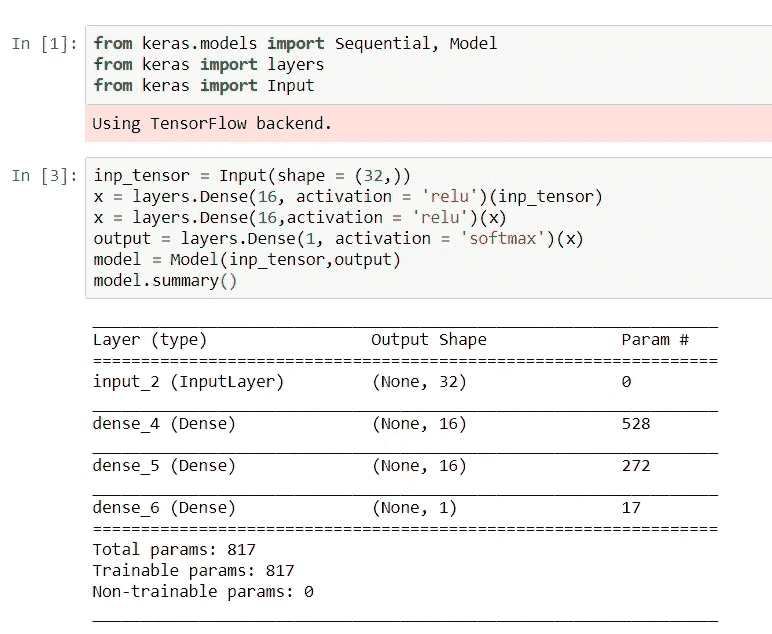 In [1]: from keras.models import Sequential, Model
from keras import layers
from keras import Input
Using TensorFlow backend.
In [3]: inp_tensor = Input(shape = (32,))
x = layers.Dense(16, activation = 'relu')(inp_tensor)
x = layers.Dense(16,activation = 'relu')(x)
output = layers.Dense(1, activation = 'softmax')(x)
model = Model(inp_tensor,output)
model.summary()
_________________________________________________________________
Layer (type)                 Output Shape              Param #
=================================================================
input_2 (InputLayer)         (None, 32)                0
_________________________________________________________________
dense_4 (Dense)              (None, 16)                528
_________________________________________________________________
dense_5 (Dense)              (None, 16)                272
_________________________________________________________________
dense_6 (Dense)              (None, 1)                 17
=================================================================
Total params: 817
Trainable params: 817
Non-trainable params: 0
_________________________________________________________________